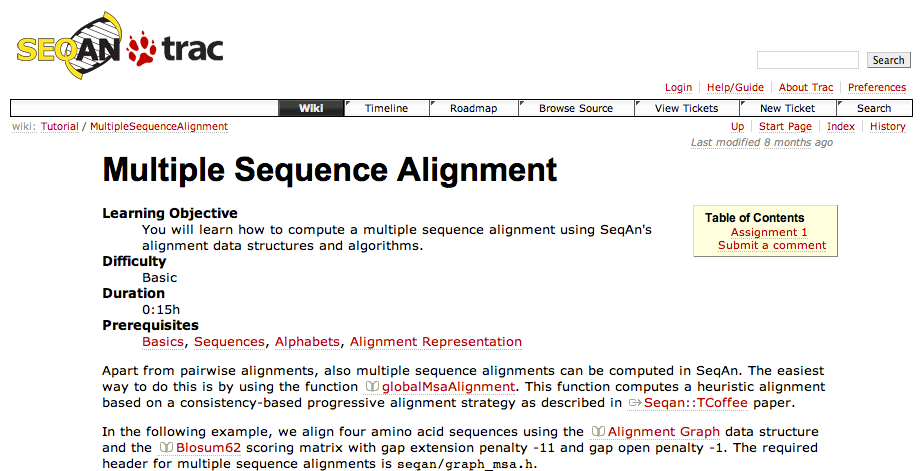 SEQAN trac
Search
Login Help/Guide About Trac Preferences
Wiki Timeline Roadmap Browse Source View Tickets New Ticket Search
wiki: Tutorial / MultipleSequenceAlignment
Up Start Page Index History
Last modified 8 months ago
Multiple Sequence Alignment
Learning Objective
You will learn how to compute a multiple sequence alignment using SeqAn's
alignment data structures and algorithms.
Difficulty
Basic
Duration
0:15h
Prerequisites
Basics, Sequences, Alphabets, Alignment Representation
Table of Contents
Assignment 1
Submit a comment
Apart from pairwise alignments, also multiple sequence alignments can be computed in SeqAn. The easiest
way to do this is by using the function globalMsaAlignment. This function computes a heuristic alignment
based on a consistency-based progressive alignment strategy as described in Seqan::TCoffee paper.
In the following example, we align four amino acid sequences using the Alignment Graph data structure
and the Blosum62 scoring matrix with gap extension penalty -11 and gap open penalty -1. The required
header for multiple sequence alignments is seqan/graph_msa.h.